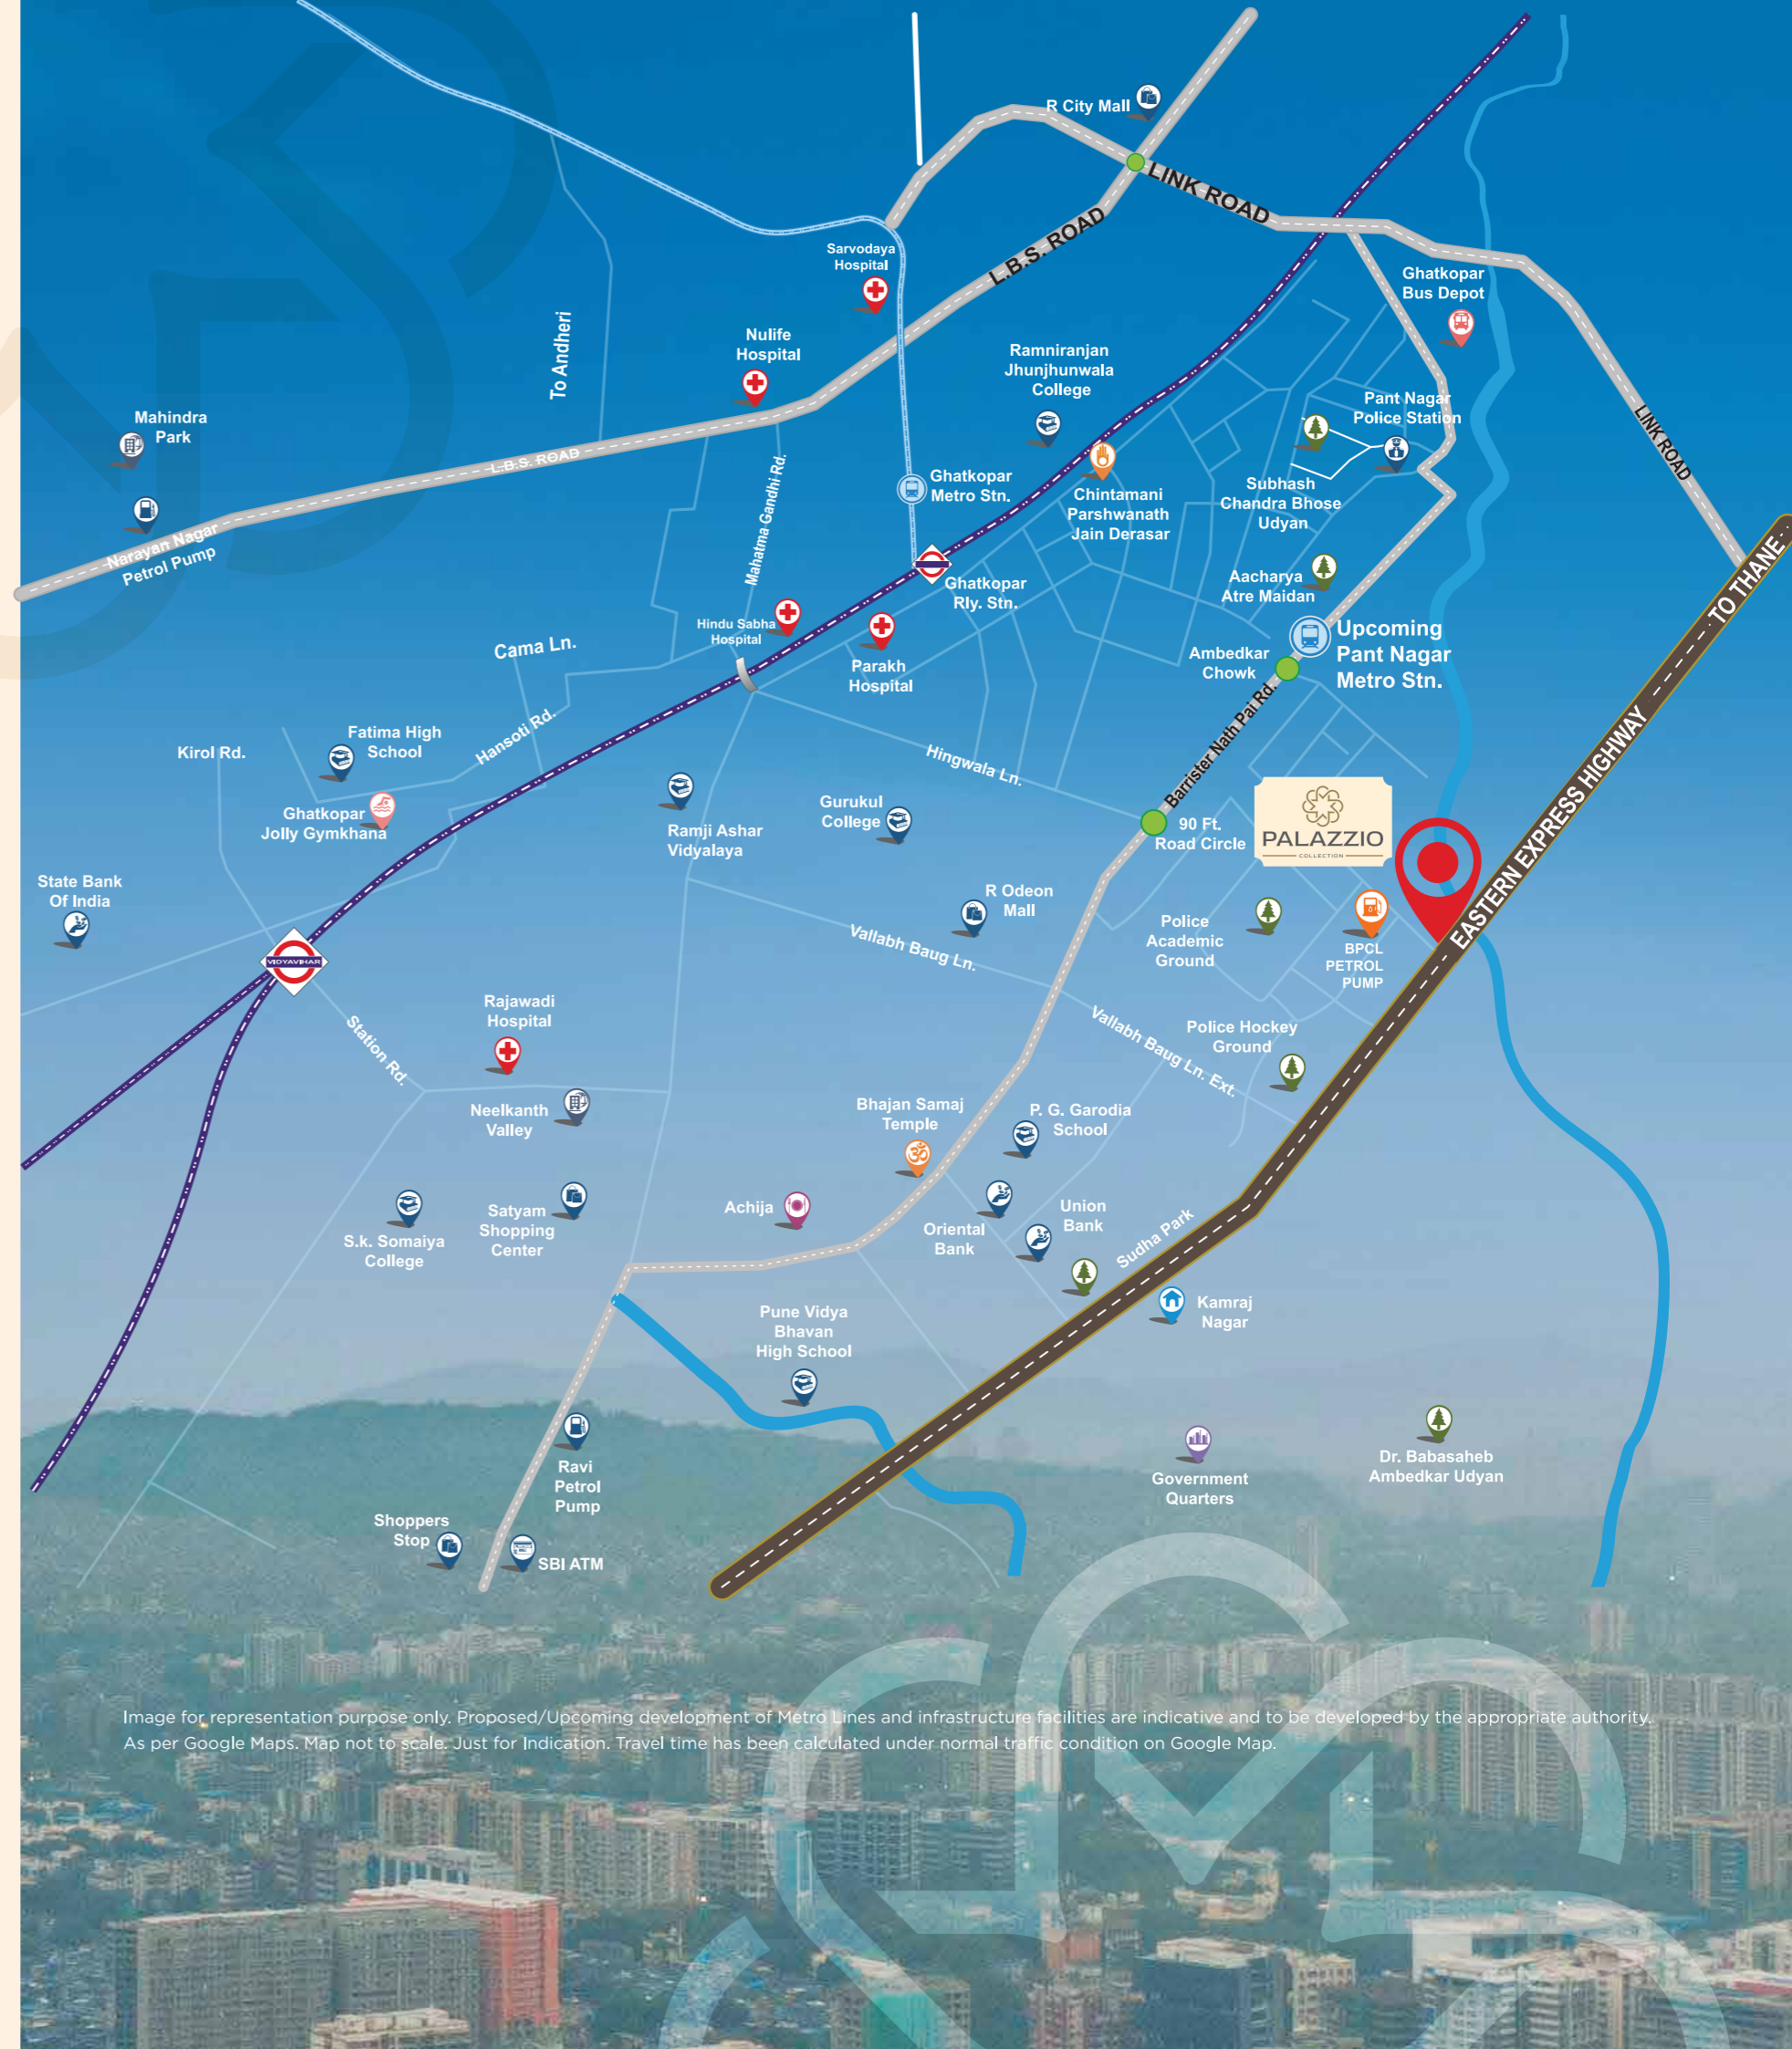 R City Mall
LINK ROAD
L.B.S. ROAD
Sarvodaya
Hospital
Ghatkopar
Bus Depot
To Andheri
Nulife
Hospital
Ramniranjan
Jhunjhunwala
College
Pant Nagar
Police Station
Mahindra
Park
LINK ROAD
L.B.S. ROAD
Mahatma Gandhi Rd.
Ghatkopar
Metro Stn.
Chintamani
Parshwanath
Jain Derasar
Subhash
Chandra Bhose
Udyan
Narayan Nagar
Petrol Pump
Ghatkopar
Rly. Stn.
Aacharya
Atre Maidan
TO THANE
Hindu Sabha
Hospital
Cama Ln.
Parakh
Hospital
Ambedkar
Chowk
Upcoming
Pant Nagar
Metro Stn.
Kirol Rd.
Fatima High
School
Hansoti Rd.
Hingwala Ln.
Barrister Nath Pai Rd.
EASTERN EXPRESS HIGHWAY
Ghatkopar
Jolly Gymkhana
Ramji Ashar
Vidyalaya
Gurukul
College
90 Ft.
Road Circle
PALAZZIO
COLLECTION
State Bank
Of India
R Odeon
Mall
Vallabh Baug Ln.
Police
Academic
Ground
BPCL
PETROL
PUMP
VIDYAVIHAR
Rajawadi
Hospital
Station Rd.
Vallabh Baug Ln. Ext.
Police Hockey
Ground
Neelkanth
Valley
Bhajan Samaj
Temple
ॐ
P. G. Garodia
School
S.k. Somaiya
College
Satyam
Shopping
Center
Achija
Oriental
Bank
Union
Bank
Sudha Park
Kamraj
Nagar
Pune Vidya
Bhavan
High School
Ravi
Petrol
Pump
Government
Quarters
Dr. Babasaheb
Ambedkar Udyan
Shoppers
Stop
SBI ATM
Image for representation purpose only. Proposed/Upcoming development of Metro Lines and infrastructure facilities are indicative and to be developed by the appropriate authority.
As per Google Maps. Map not to scale. Just for Indication. Travel time has been calculated under normal traffic condition on Google Map.